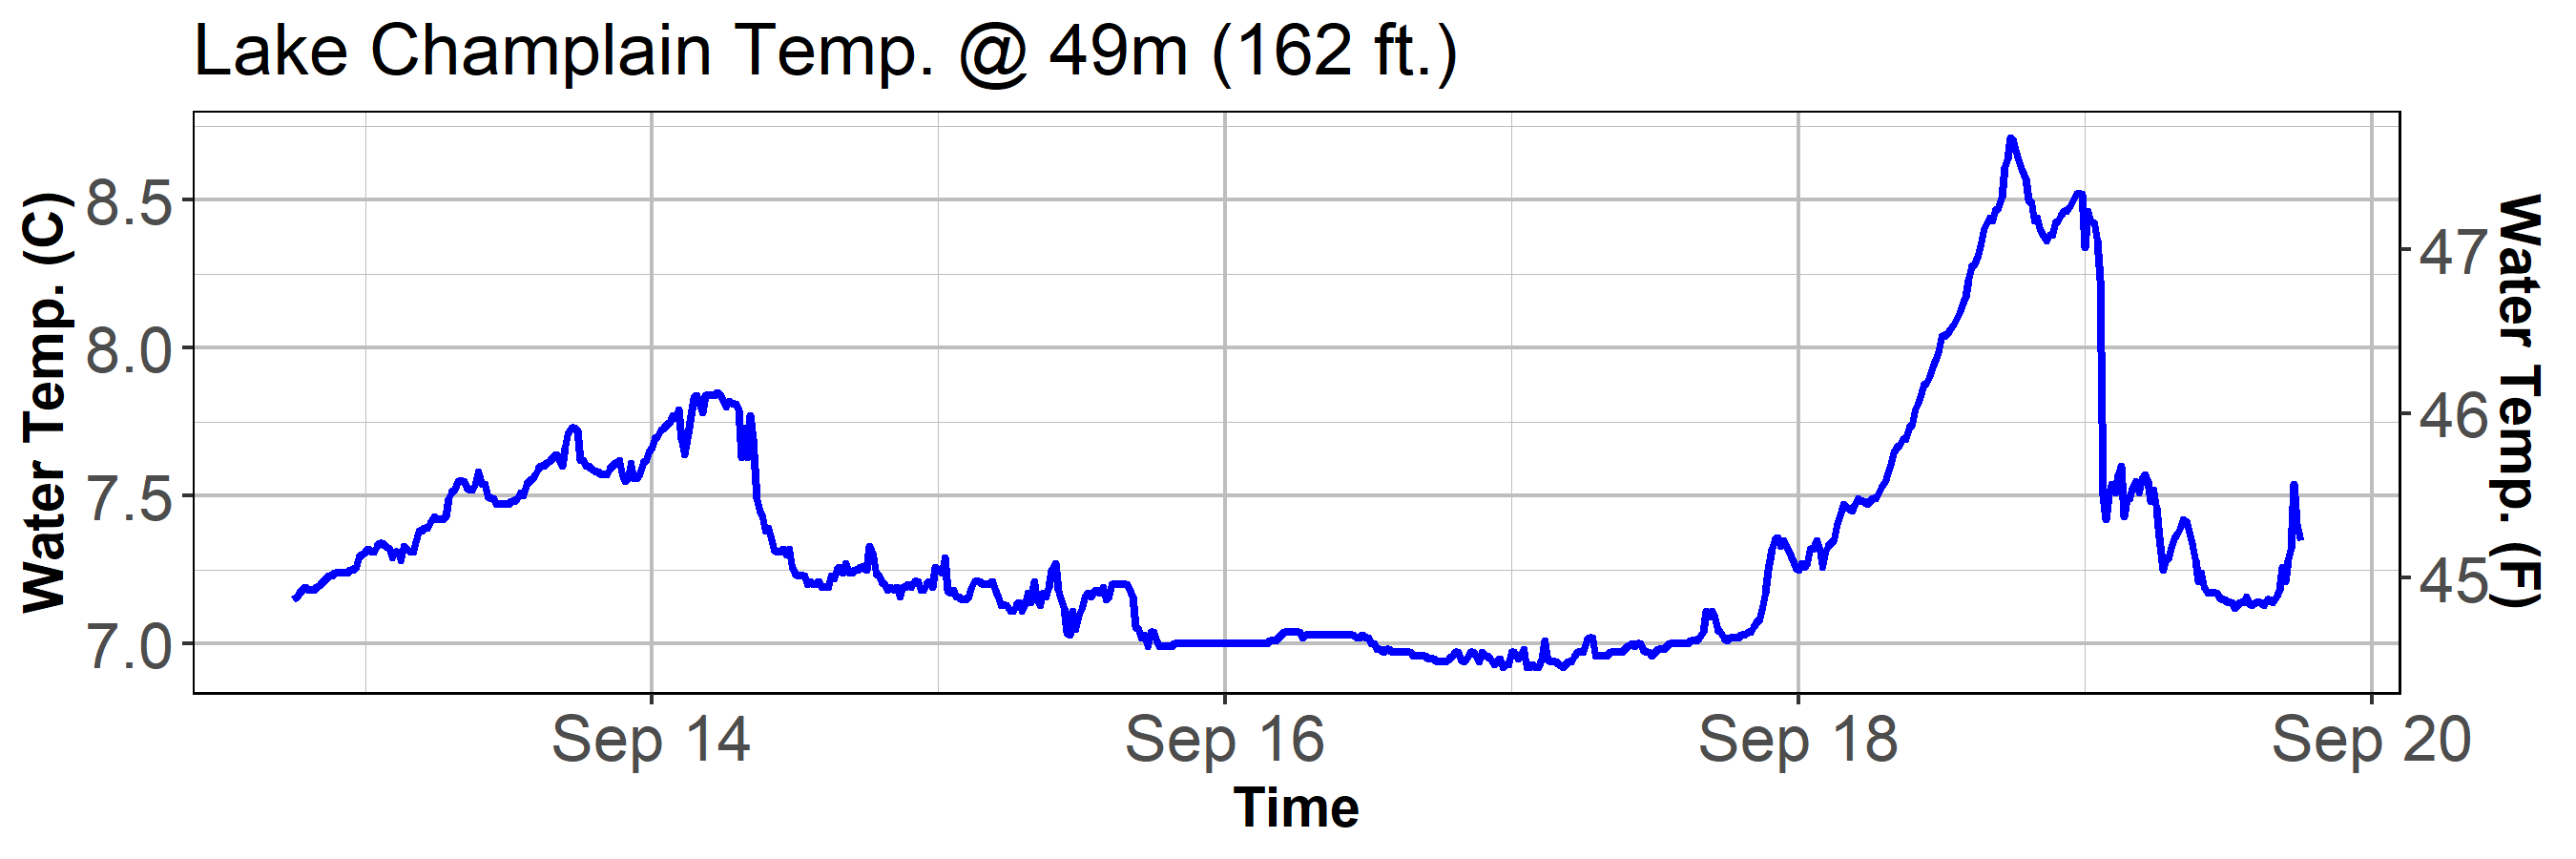 Lake Champlain Temp. @ 49m (162 ft.)
Water Temp. (C)
8.5
8.0
7.5
7.0
47
46
45
Water Temp. (F)
Sep 14
Sep 16
Sep 18
Sep 20
Time